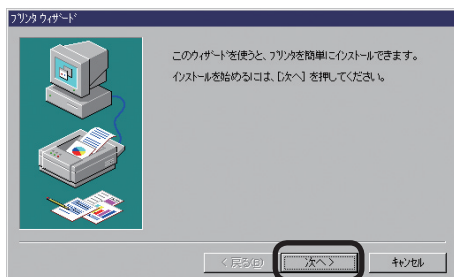 プリンタ ウィザード
このウィザードを使うと、プリンタを簡単にインストールできます。
インストールを始めるには、[次へ] を押してください。
< 戻る(B)
次へ >
キャンセル